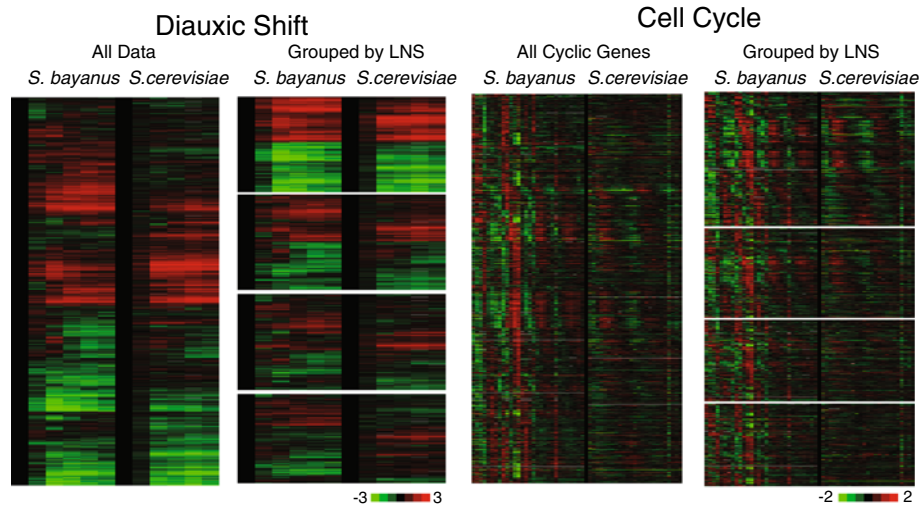 Diauxic Shift
All Data
Grouped by LNS
S. bayanus S.cerevisiae
S. bayanus S.cerevisiae
-3 3
Cell Cycle
All Cyclic Genes
Grouped by LNS
S. bayanus S.cerevisiae
S. bayanus S.cerevisiae
-2 2